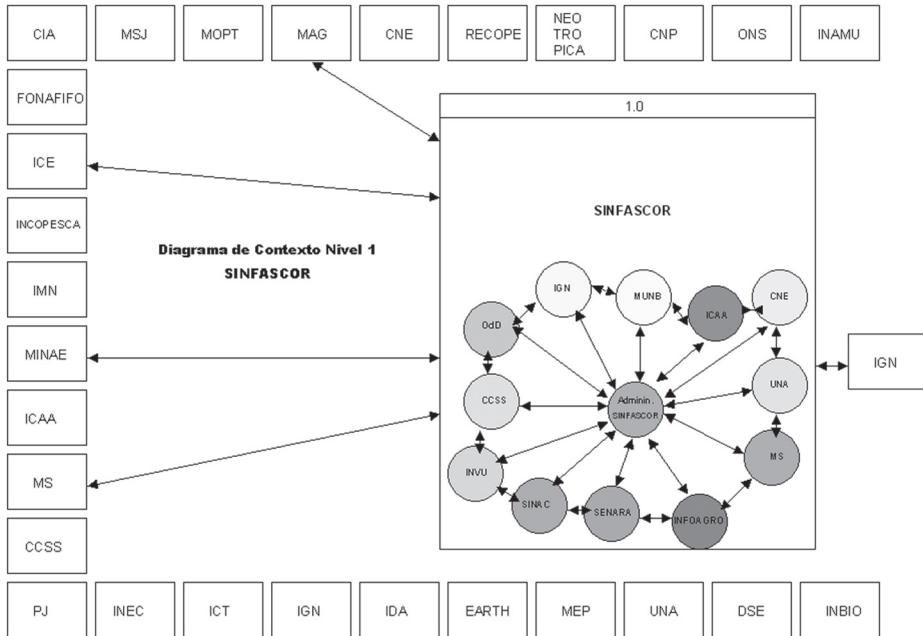 CIA
MSJ
MOPT
MAG
CNE
RECOPE
NEO
TRO
PICA
CNP
ONS
INAMU
FONAFIFO
ICE
INCOPESCA
IMN
MINAE
ICAA
MS
CCSS
Diagrama de Contexto Nivel 1
SINFASCOR
1.0
SINFASCOR
IGN
MUNB
ICAA
CNE
OdD
UNA
CCSS
Adminin.
SINFASCOR
INVU
MS
SINAC
SENARA
INFOAGRO
IGN
PJ
INEC
ICT
IGN
IDA
EARTH
MEP
UNA
DSE
INBIO